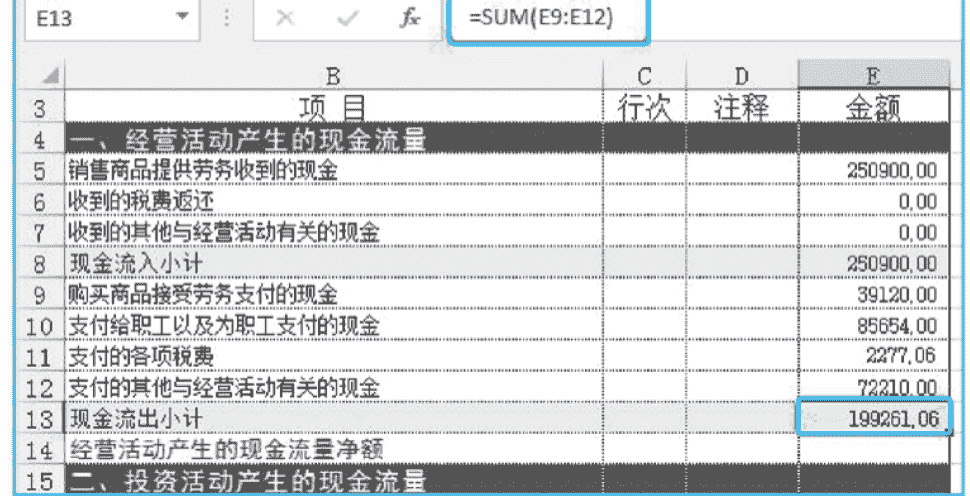 E13 fx =SUM(E9:E12)
B C D E
3 项 目 行次 注释 金额
4 一、经营活动产生的现金流量
5 销售商品提供劳务收到的现金 250900.00
6 收到的税费返还 0.00
7 收到的其他与经营活动有关的现金 0.00
8 现金流入小计 250900.00
9 购买商品接受劳务支付的现金 39120.00
10 支付给职工以及为职工支付的现金 85654.00
11 支付的各项税费 2277.06
12 支付的其他与经营活动有关的现金 72210.00
13 现金流出小计 199261.06
14 经营活动产生的现金流量净额
15 二、投资活动产生的现金流量